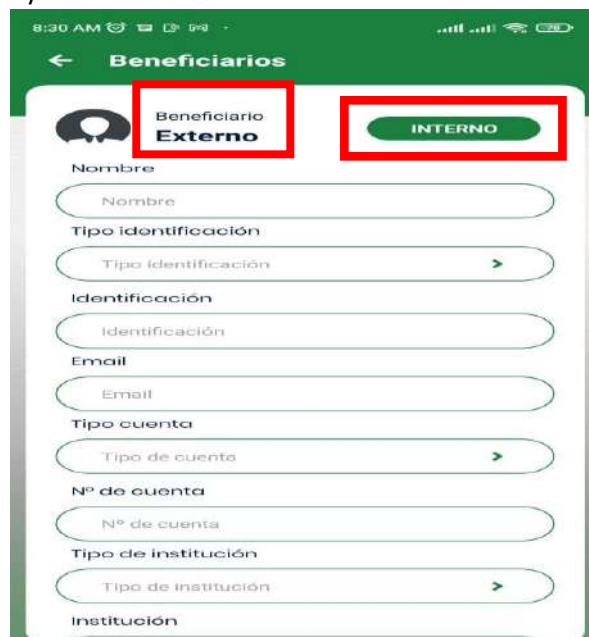 8:30 AM
78
← Beneficiarios
Beneficiario
Externo
INTERNO
Nombre
Nombre
Tipo identificación
Tipo identificación >
Identificación
Identificación
Email
Email
Tipo cuenta
Tipo de cuenta >
Nº de cuenta
Nº de cuenta
Tipo de institución
Tipo de institución >
Institución